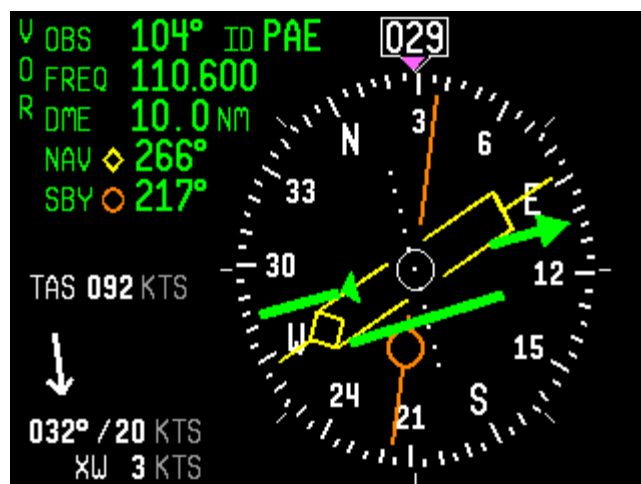 VOR
OBS 104° ID PAE
FREQ 110.600
DME 10.0 NM
NAV 266°
SBY 217°
029
3
6
E
12
15
S
21
24
W
30
33
N
TAS 092 KTS
032° / 20 KTS
XW 3 KTS